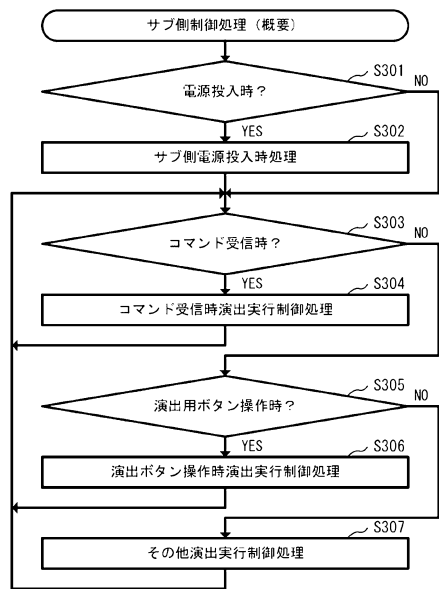 サブ側制御処理（概要）
S301
電源投入時？
NO
YES
S302
サブ側電源投入時処理
S303
コマンド受信時？
NO
YES
S304
コマンド受信時演出実行制御処理
S305
演出用ボタン操作時？
NO
YES
S306
演出ボタン操作時演出実行制御処理
S307
その他演出実行制御処理